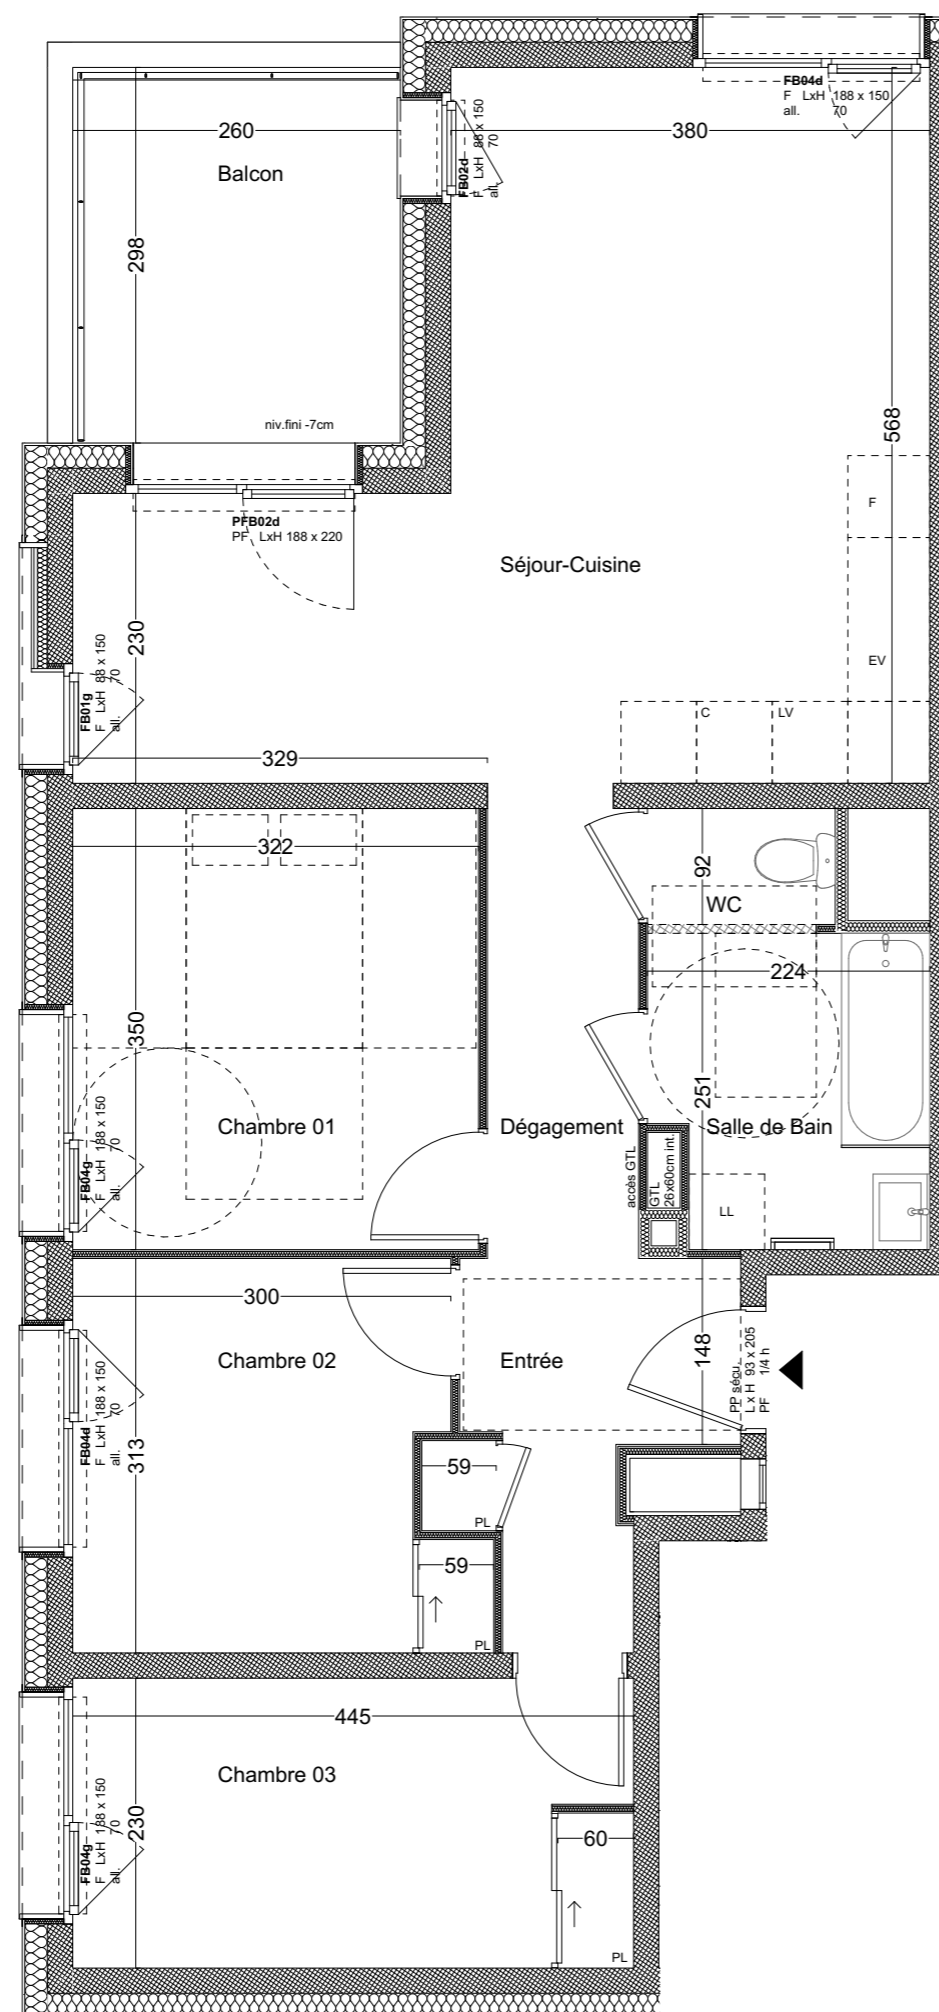 FB04d
F LxH 188 x 150
all. 70
260
380
Balcon
FB02d
F LxH 88 x 150
all. 70
298
niv.fini -7cm
568
F
PFB02d
PF LxH 188 x 220
Séjour-Cuisine
230
FB01g
F LxH 88 x 150
all. 70
EV
C
LV
329
322
92
WC
224
350
251
Chambre 01
Dégagement
Salle de Bain
FB04g
F LxH 188 x 150
all. 70
accès GTL
GTL
26x60cm int.
LL
300
148
Chambre 02
Entrée
PP sécu.
L x H 93 x 205
PF 1/4 h
FB04d
F LxH 188 x 150
all. 70
313
59
PL
59
PL
445
Chambre 03
FB04g
F LxH 188 x 150
all. 70
230
60
PL